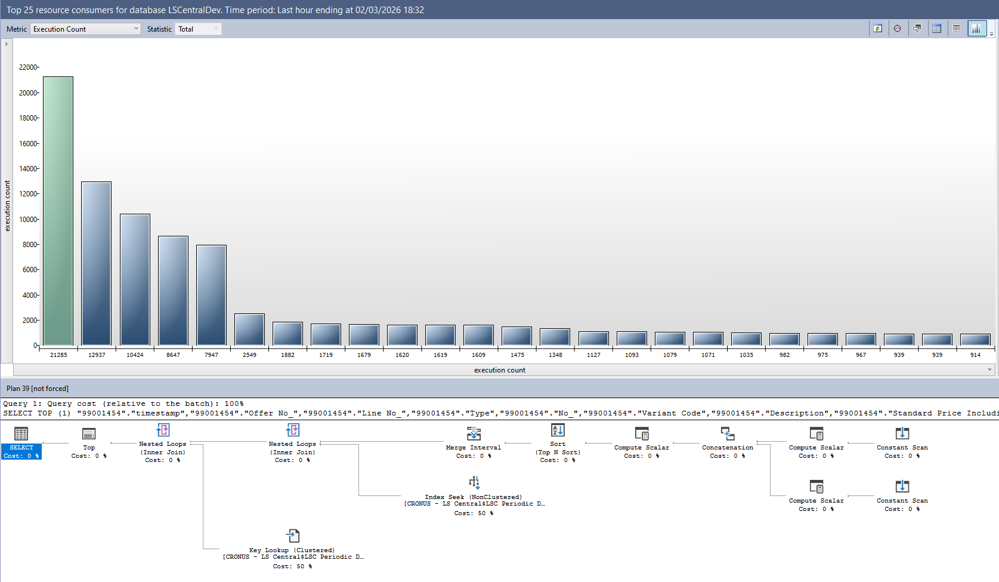 Top 25 resource consumers for database LSCentralDev. Time period: Last hour ending at 02/03/2026 18:32
Metric Execution Count Statistic Total
execution count
22000
20000
18000
16000
14000
12000
10000
8000
6000
4000
2000
0
21285 12937 10424 8647 7947 2549 1882 1719 1679 1620 1619 1609 1475 1348 1127 1093 1079 1071 1035 982 975 967 939 939 914
execution count
Plan 39 [not forced]
Query 1: Query cost (relative to the batch): 100%
SELECT TOP (1) "99001454"."timestamp","99001454"."Offer No_","99001454"."Line No_","99001454"."Type","99001454"."No_","99001454"."Variant Code","99001454"."Description","99001454"."Standard Price Includi
SELECT
Cost: 0 %
Top
Cost: 0 %
Nested Loops
(Inner Join)
Cost: 0 %
Nested Loops
(Inner Join)
Cost: 0 %
Merge Interval
Cost: 0 %
Sort
(Top N Sort)
Cost: 0 %
Compute Scalar
Cost: 0 %
Concatenation
Cost: 0 %
Compute Scalar
Cost: 0 %
Constant Scan
Cost: 0 %
Index Seek (NonClustered)
[CRONUS - LS Central$LSC Periodic D…
Cost: 50 %
Compute Scalar
Cost: 0 %
Constant Scan
Cost: 0 %
Key Lookup (Clustered)
[CRONUS - LS Central$LSC Periodic D…
Cost: 50 %